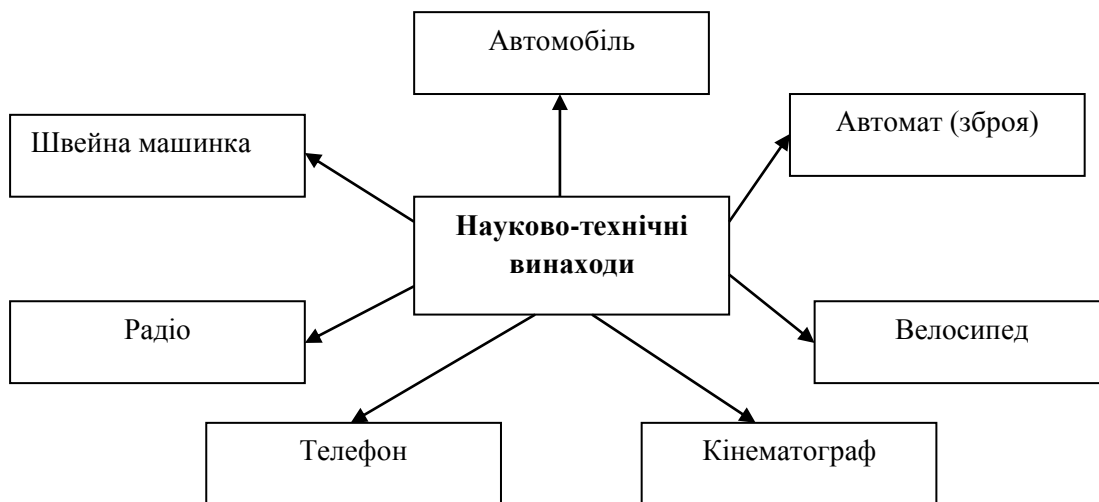 Автомобіль
Автомат (зброя)
Швейна машинка
Науково-технічні
винаходи
Радіо
Велосипед
Телефон
Кінематограф